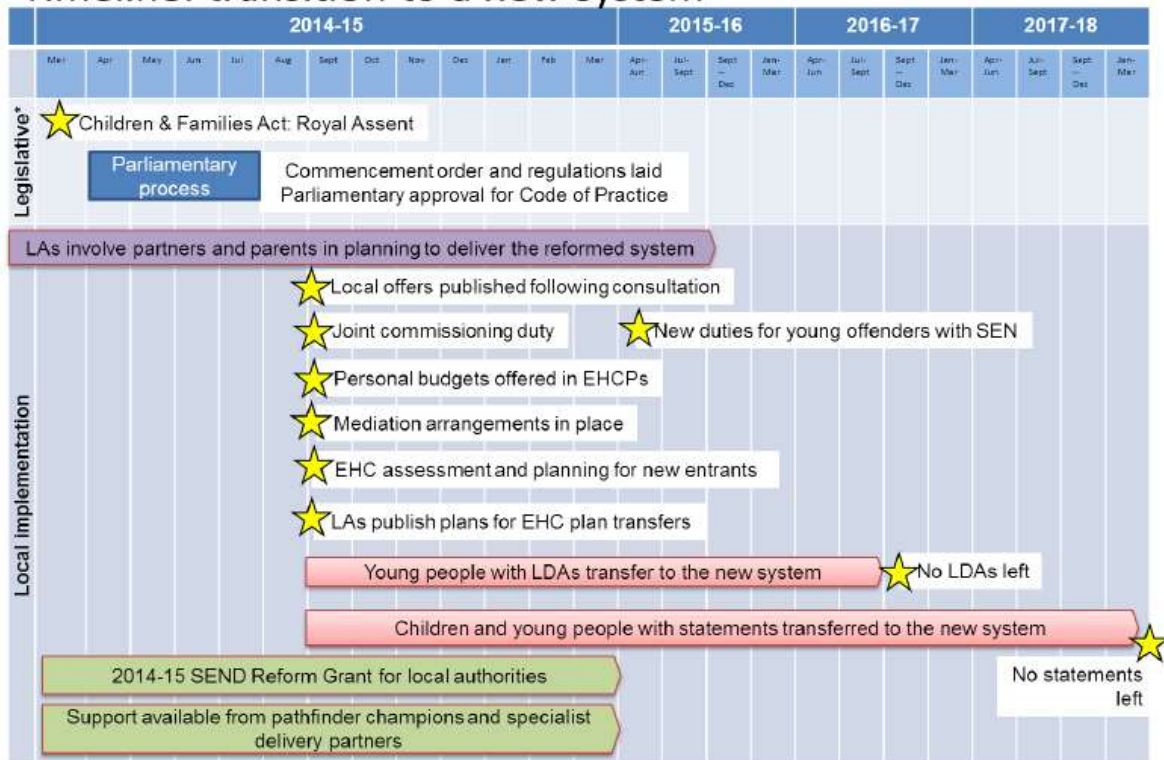 Timeline: transition to a new system
2014-15 2015-16 2016-17 2017-18
Mar Apr May Jun Jul Aug Sept Oct Nov Dec Jan Feb Mar Apr- Jul- Sept Jan- Apr- Jul- Sept Jan- Apr- Jul- Sept Jan-
Jun Sept – Mar Jun Sept – Mar Jun Sept – Mar
Dec Dec Dec
Legislative*
Children & Families Act: Royal Assent
Parliamentary
process
Commencement order and regulations laid
Parliamentary approval for Code of Practice
Local implementation
LAs involve partners and parents in planning to deliver the reformed system
Local offers published following consultation
Joint commissioning duty
New duties for young offenders with SEN
Personal budgets offered in EHCPs
Mediation arrangements in place
EHC assessment and planning for new entrants
LAs publish plans for EHC plan transfers
Young people with LDAs transfer to the new system
No LDAs left
Children and young people with statements transferred to the new system
No statements
left
2014-15 SEND Reform Grant for local authorities
Support available from pathfinder champions and specialist
delivery partners